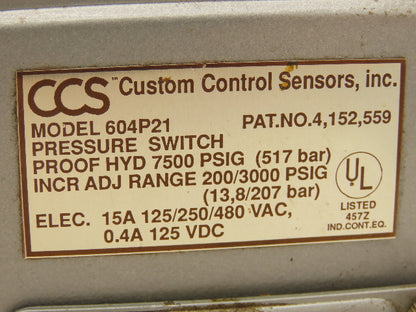 CCS™ Custom Control Sensors, inc.
MODEL 604P21 PAT.NO.4,152,559
PRESSURE SWITCH
PROOF HYD 7500 PSIG (517 bar)
INCR ADJ RANGE 200/3000 PSIG
(13,8/207 bar)
ELEC. 15A 125/250/480 VAC,
0.4A 125 VDC
UL
LISTED
457Z
IND.CONT.EQ.